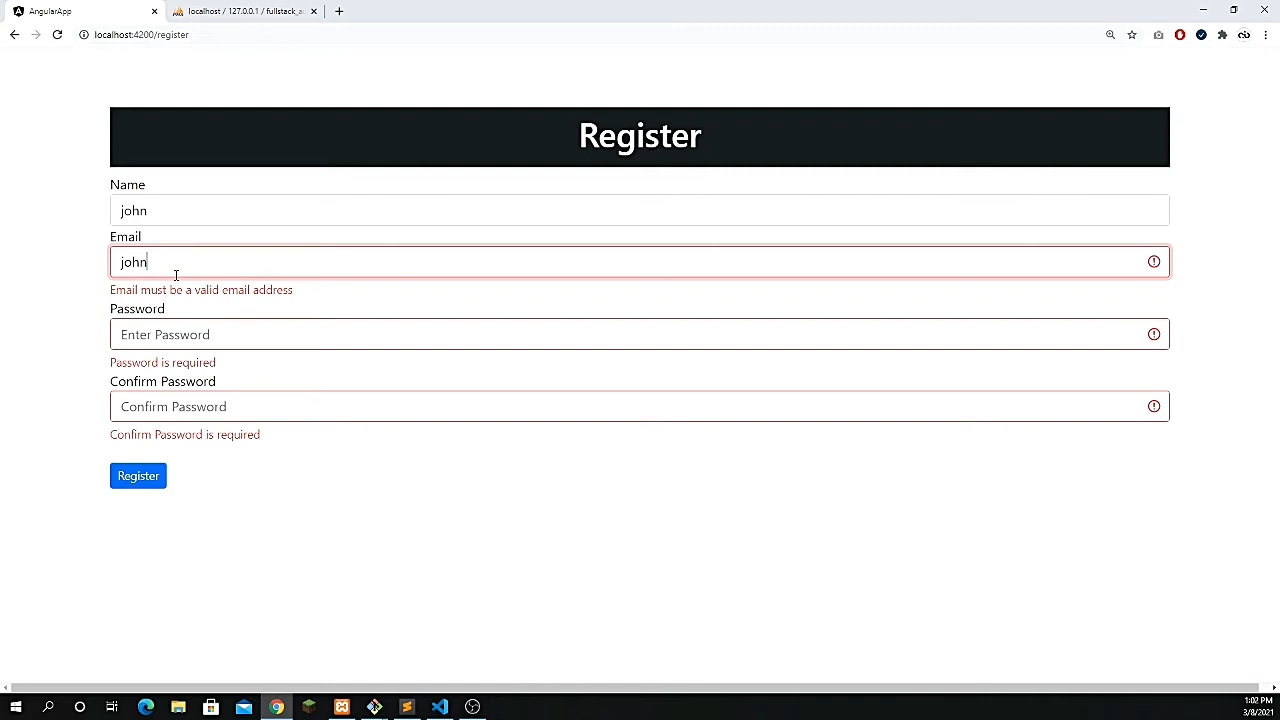 AngularApp
localhost / 127.0.0.1 / fullstack_a
localhost:4200/register
Register
Name
john
Email
john
Email must be a valid email address
Password
Enter Password
Password is required
Confirm Password
Confirm Password
Confirm Password is required
Register
1:02 PM
3/8/2021